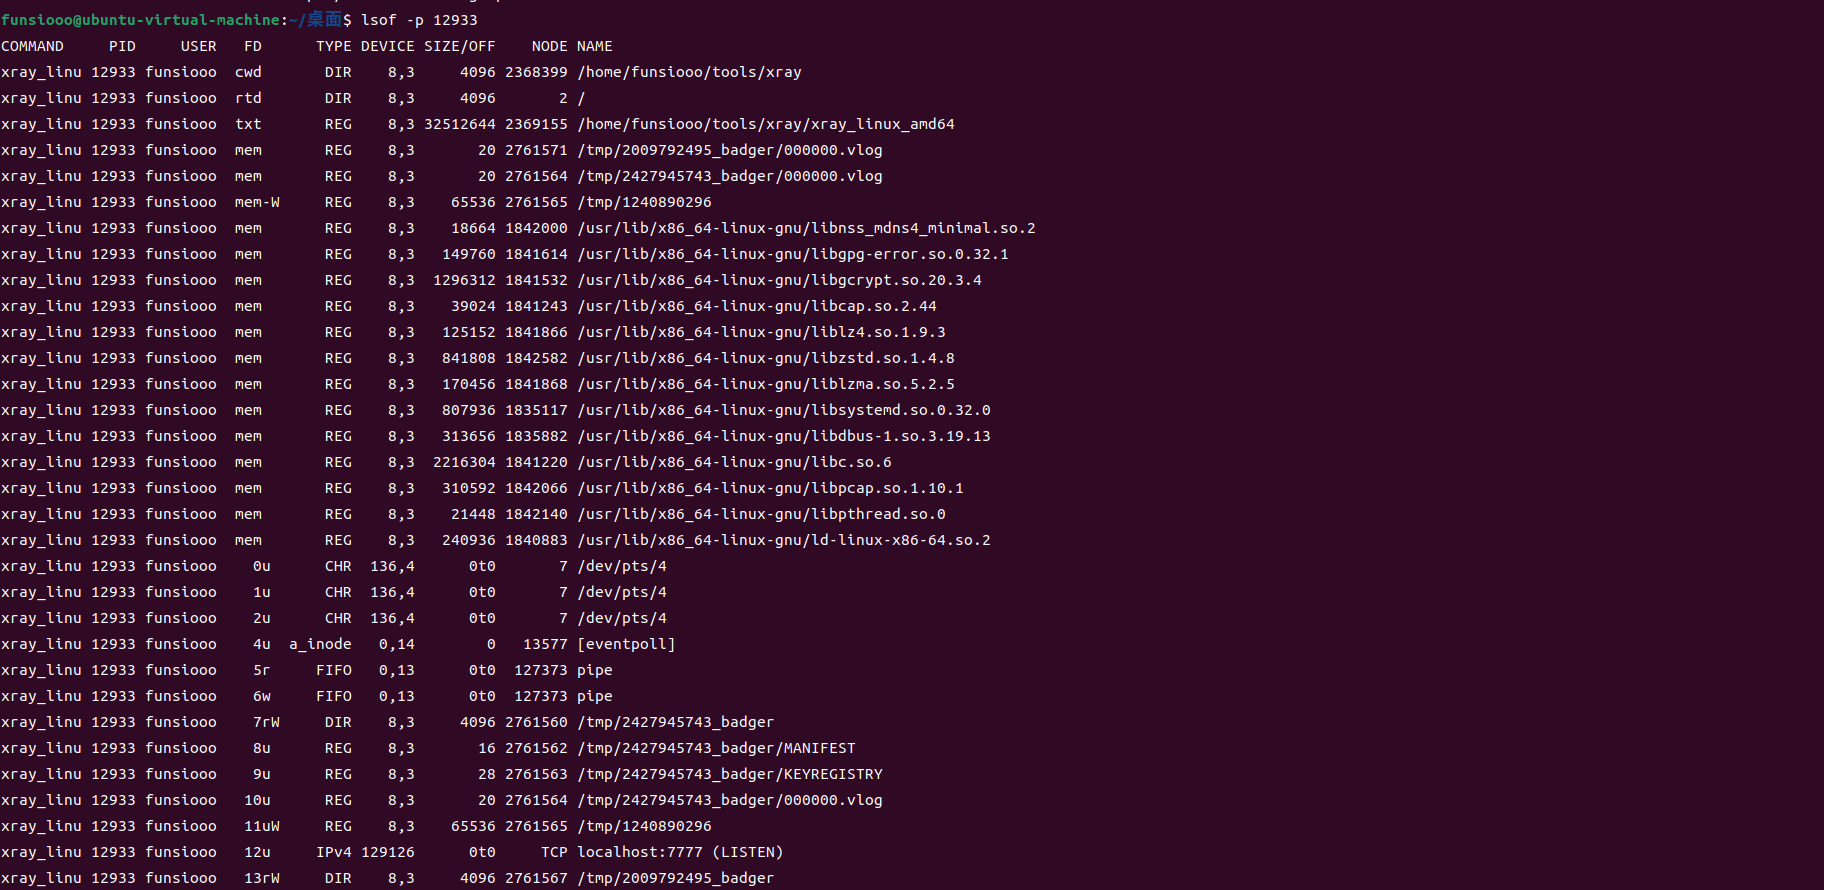 funsiooo@ubuntu-virtual-machine:~/桌面$ lsof -p 12933
COMMAND     PID     USER   FD      TYPE DEVICE SIZE/OFF    NODE NAME
xray_linu 12933 funsiooo  cwd       DIR    8,3     4096 2368399 /home/funsiooo/tools/xray
xray_linu 12933 funsiooo  rtd       DIR    8,3     4096       2 /
xray_linu 12933 funsiooo  txt       REG    8,3 32512644 2369155 /home/funsiooo/tools/xray/xray_linux_amd64
xray_linu 12933 funsiooo  mem       REG    8,3       20 2761571 /tmp/2009792495_badger/000000.vlog
xray_linu 12933 funsiooo  mem       REG    8,3       20 2761564 /tmp/2427945743_badger/000000.vlog
xray_linu 12933 funsiooo  mem-W     REG    8,3    65536 2761565 /tmp/1240890296
xray_linu 12933 funsiooo  mem       REG    8,3    18664 1842000 /usr/lib/x86_64-linux-gnu/libnss_mdns4_minimal.so.2
xray_linu 12933 funsiooo  mem       REG    8,3   149760 1841614 /usr/lib/x86_64-linux-gnu/libgpg-error.so.0.32.1
xray_linu 12933 funsiooo  mem       REG    8,3  1296312 1841532 /usr/lib/x86_64-linux-gnu/libgcrypt.so.20.3.4
xray_linu 12933 funsiooo  mem       REG    8,3    39024 1841243 /usr/lib/x86_64-linux-gnu/libcap.so.2.44
xray_linu 12933 funsiooo  mem       REG    8,3   125152 1841866 /usr/lib/x86_64-linux-gnu/liblz4.so.1.9.3
xray_linu 12933 funsiooo  mem       REG    8,3   841808 1842582 /usr/lib/x86_64-linux-gnu/libzstd.so.1.4.8
xray_linu 12933 funsiooo  mem       REG    8,3   170456 1841868 /usr/lib/x86_64-linux-gnu/liblzma.so.5.2.5
xray_linu 12933 funsiooo  mem       REG    8,3   807936 1835117 /usr/lib/x86_64-linux-gnu/libsystemd.so.0.32.0
xray_linu 12933 funsiooo  mem       REG    8,3   313656 1835882 /usr/lib/x86_64-linux-gnu/libdbus-1.so.3.19.13
xray_linu 12933 funsiooo  mem       REG    8,3  2216304 1841220 /usr/lib/x86_64-linux-gnu/libc.so.6
xray_linu 12933 funsiooo  mem       REG    8,3   310592 1842066 /usr/lib/x86_64-linux-gnu/libpcap.so.1.10.1
xray_linu 12933 funsiooo  mem       REG    8,3    21448 1842140 /usr/lib/x86_64-linux-gnu/libpthread.so.0
xray_linu 12933 funsiooo  mem       REG    8,3   240936 1840883 /usr/lib/x86_64-linux-gnu/ld-linux-x86-64.so.2
xray_linu 12933 funsiooo    0u      CHR  136,4      0t0       7 /dev/pts/4
xray_linu 12933 funsiooo    1u      CHR  136,4      0t0       7 /dev/pts/4
xray_linu 12933 funsiooo    2u      CHR  136,4      0t0       7 /dev/pts/4
xray_linu 12933 funsiooo    4u  a_inode   0,14        0   13577 [eventpoll]
xray_linu 12933 funsiooo    5r     FIFO   0,13      0t0  127373 pipe
xray_linu 12933 funsiooo    6w     FIFO   0,13      0t0  127373 pipe
xray_linu 12933 funsiooo    7rW     DIR    8,3     4096 2761560 /tmp/2427945743_badger
xray_linu 12933 funsiooo    8u      REG    8,3       16 2761562 /tmp/2427945743_badger/MANIFEST
xray_linu 12933 funsiooo    9u      REG    8,3       28 2761563 /tmp/2427945743_badger/KEYREGISTRY
xray_linu 12933 funsiooo   10u      REG    8,3       20 2761564 /tmp/2427945743_badger/000000.vlog
xray_linu 12933 funsiooo   11uW     REG    8,3    65536 2761565 /tmp/1240890296
xray_linu 12933 funsiooo   12u     IPv4 129126      0t0     TCP localhost:7777 (LISTEN)
xray_linu 12933 funsiooo   13rW     DIR    8,3     4096 2761567 /tmp/2009792495_badger